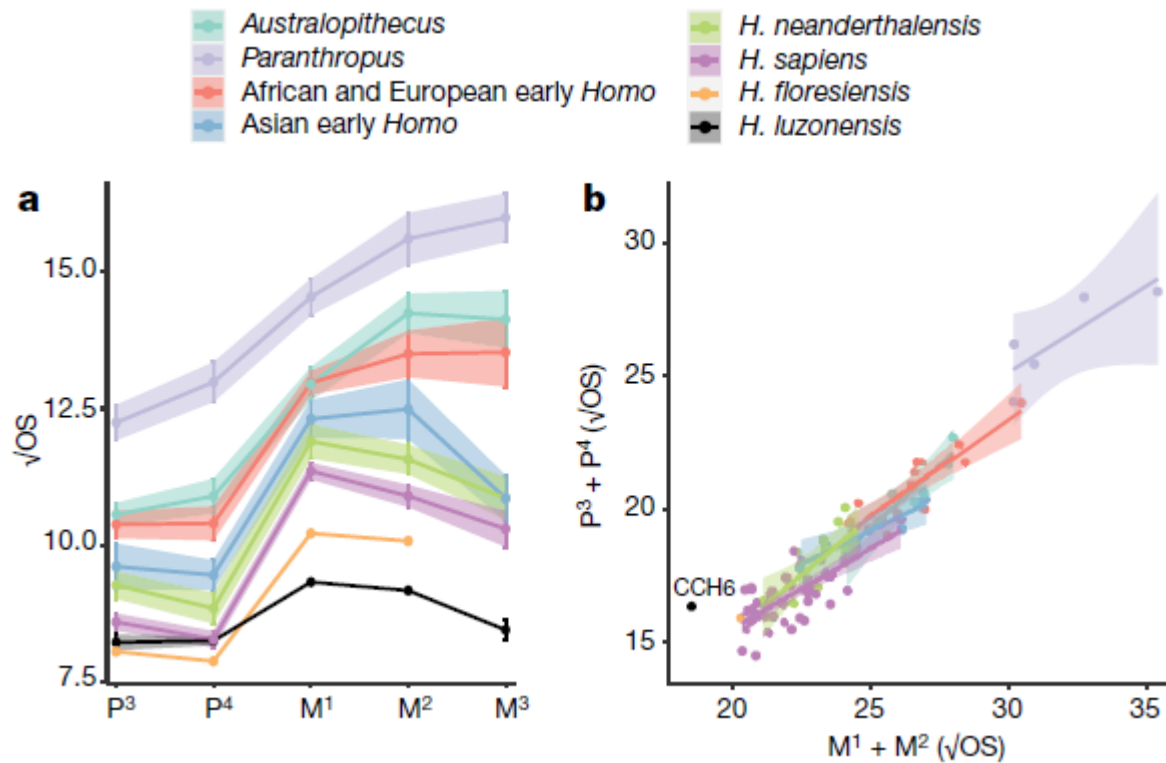 Australopithecus
Paranthropus
African and European early Homo
Asian early Homo
H. neanderthalensis
H. sapiens
H. floresiensis
H. luzonensis
a
√OS
15.0
12.5
10.0
7.5
P³ P⁴ M¹ M² M³
b
P³ + P⁴ (√OS)
30
25
20
15
CCH6
20 25 30 35
M¹ + M² (√OS)